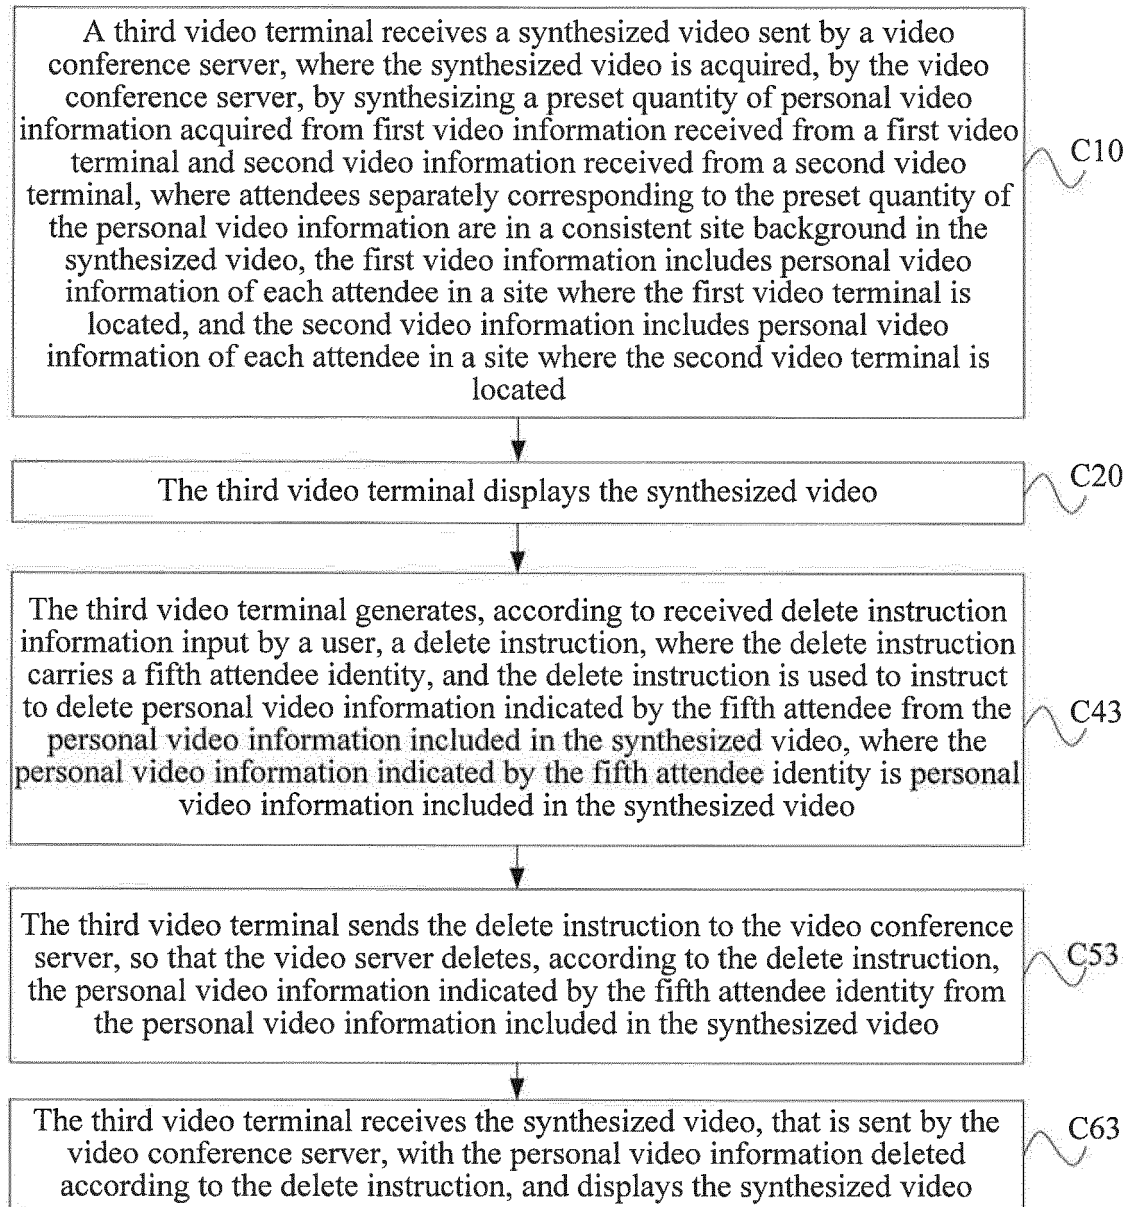 A third video terminal receives a synthesized video sent by a video
conference server, where the synthesized video is acquired, by the video
conference server, by synthesizing a preset quantity of personal video
information acquired from first video information received from a first video
terminal and second video information received from a second video
terminal, where attendees separately corresponding to the preset quantity of
the personal video information are in a consistent site background in the
synthesized video, the first video information includes personal video
information of each attendee in a site where the first video terminal is
located, and the second video information includes personal video
information of each attendee in a site where the second video terminal is
located
C10
The third video terminal displays the synthesized video
C20
The third video terminal generates, according to received delete instruction
information input by a user, a delete instruction, where the delete instruction
carries a fifth attendee identity, and the delete instruction is used to instruct
to delete personal video information indicated by the fifth attendee from the
personal video information included in the synthesized video, where the
personal video information indicated by the fifth attendee identity is personal
video information included in the synthesized video
C43
The third video terminal sends the delete instruction to the video conference
server, so that the video server deletes, according to the delete instruction,
the personal video information indicated by the fifth attendee identity from
the personal video information included in the synthesized video
C53
The third video terminal receives the synthesized video, that is sent by the
video conference server, with the personal video information deleted
according to the delete instruction, and displays the synthesized video
C63